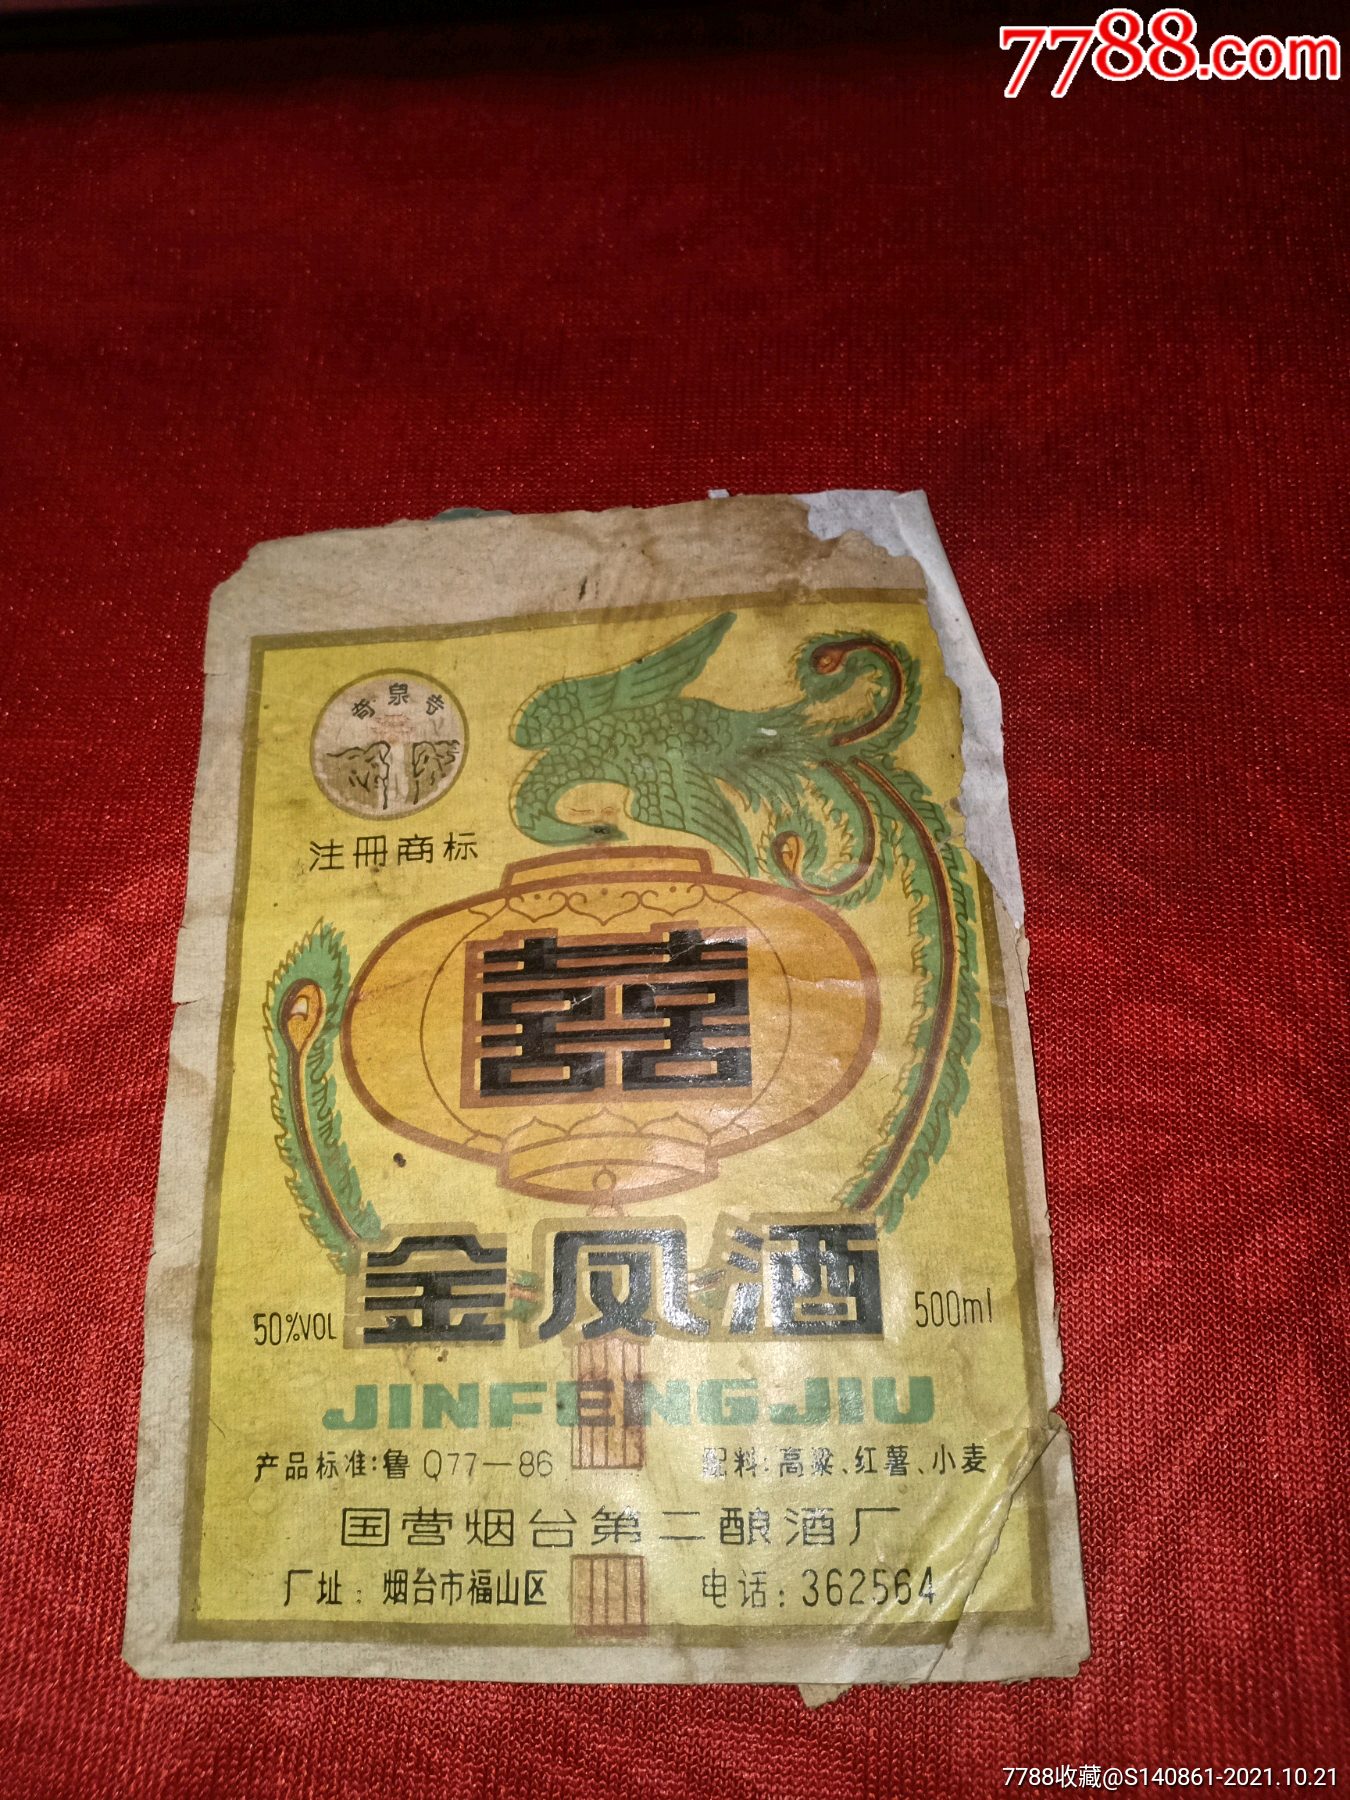 7788.com
奇泉寺
注冊商标
囍
50%VOL 金凤酒 500ml
JINFENGJIU
产品标准:鲁 Q77—86 配料:高粱、红薯、小麦
国营烟台第二酿酒厂
厂址:烟台市福山区 电话:362564
7788收藏@S140861-2021.10.21